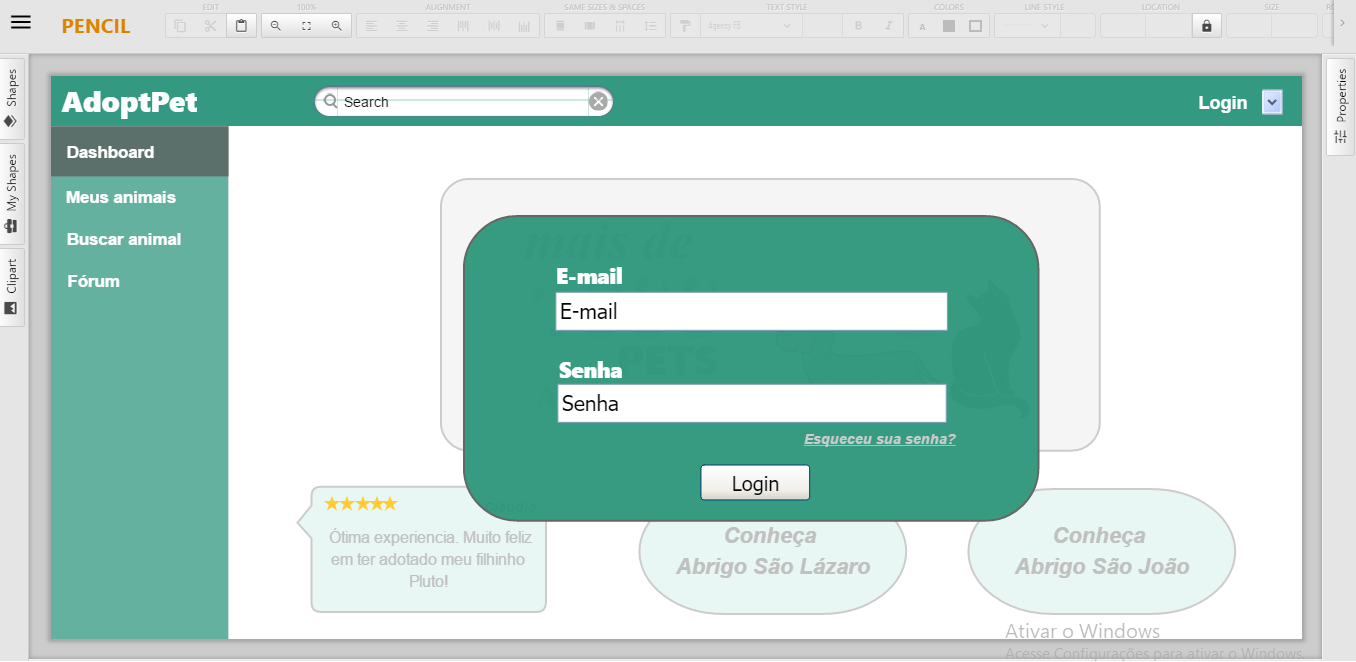 EDIT
100%
ALIGNMENT
SAME SIZES & SPACES
TEXT STYLE
COLORS
LINE STYLE
LOCATION
SIZE
PENCIL
Agency FB
B
I
A
Shapes
My Shapes
Clipart
Properties
AdoptPet
Search
Login
Dashboard
Meus animais
Buscar animal
Fórum
mais de
E-mail
E-mail
PETS
Senha
Senha
Esqueceu sua senha?
Login
Ótima experiencia. Muito feliz
em ter adotado meu filhinho
Pluto!
Conheça
Abrigo São Lázaro
Conheça
Abrigo São João
Ativar o Windows
Acesse Configurações para ativar o Windows.